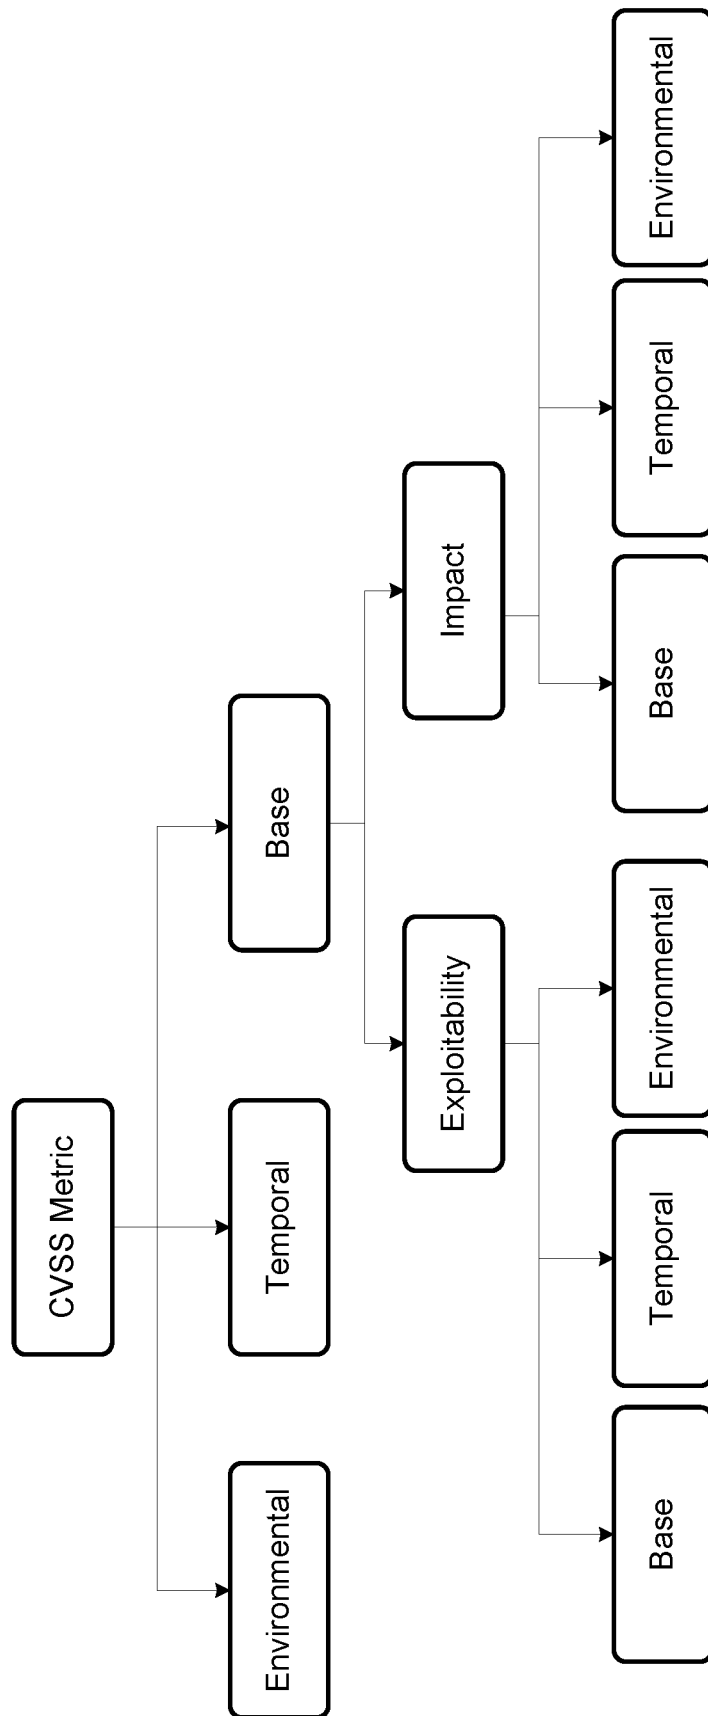 CVSS Metric
Environmental
Temporal
Base
Exploitability
Impact
Base
Temporal
Environmental
Base
Temporal
Environmental